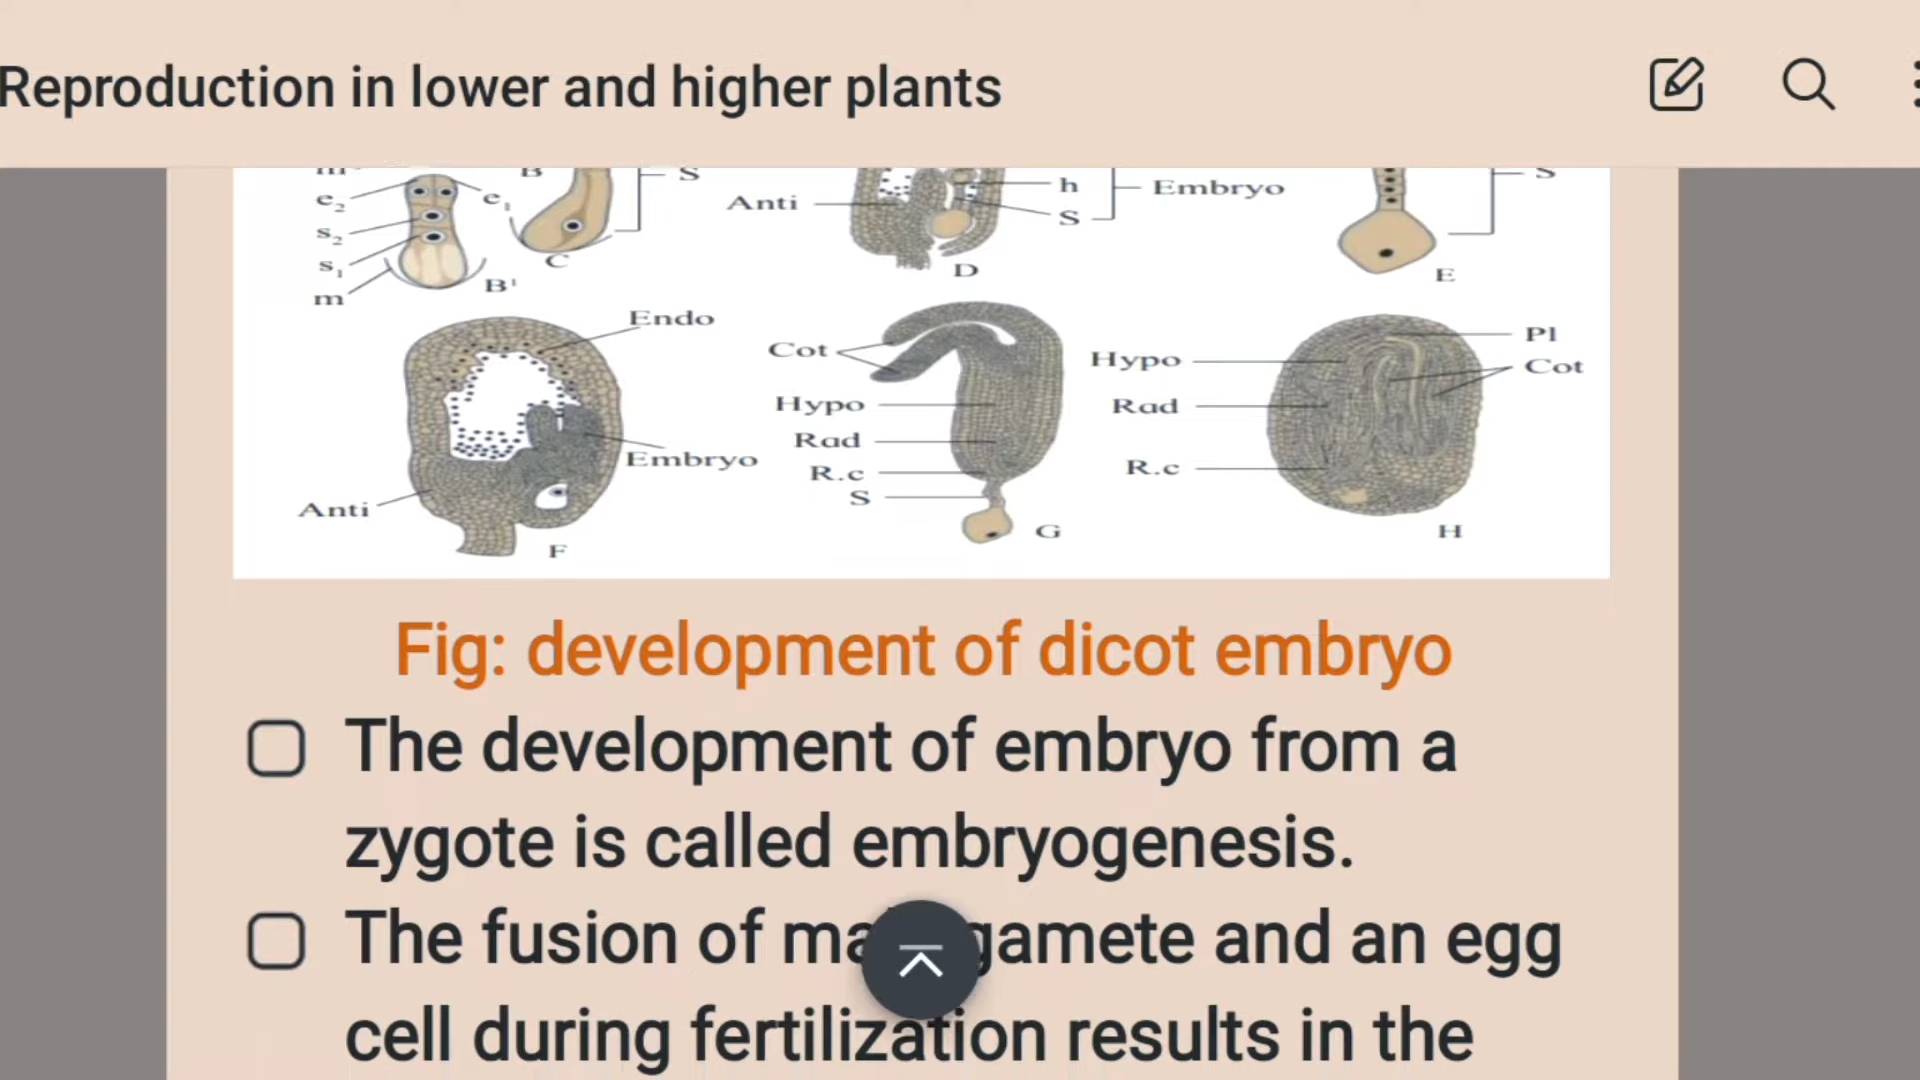 Reproduction in lower and higher plants
B S
h
Anti Embryo
S
S
e₂ e₁
s₂
s₁
m
B¹ C D E
Endo
Cot
Hypo
Rad
R.c
S
Embryo
Anti
F G
Hypo Pl
Cot
Rad
R.c
H
Fig: development of dicot embryo
The development of embryo from a
zygote is called embryogenesis.
The fusion of gamete and an egg
cell during fertilization results in the